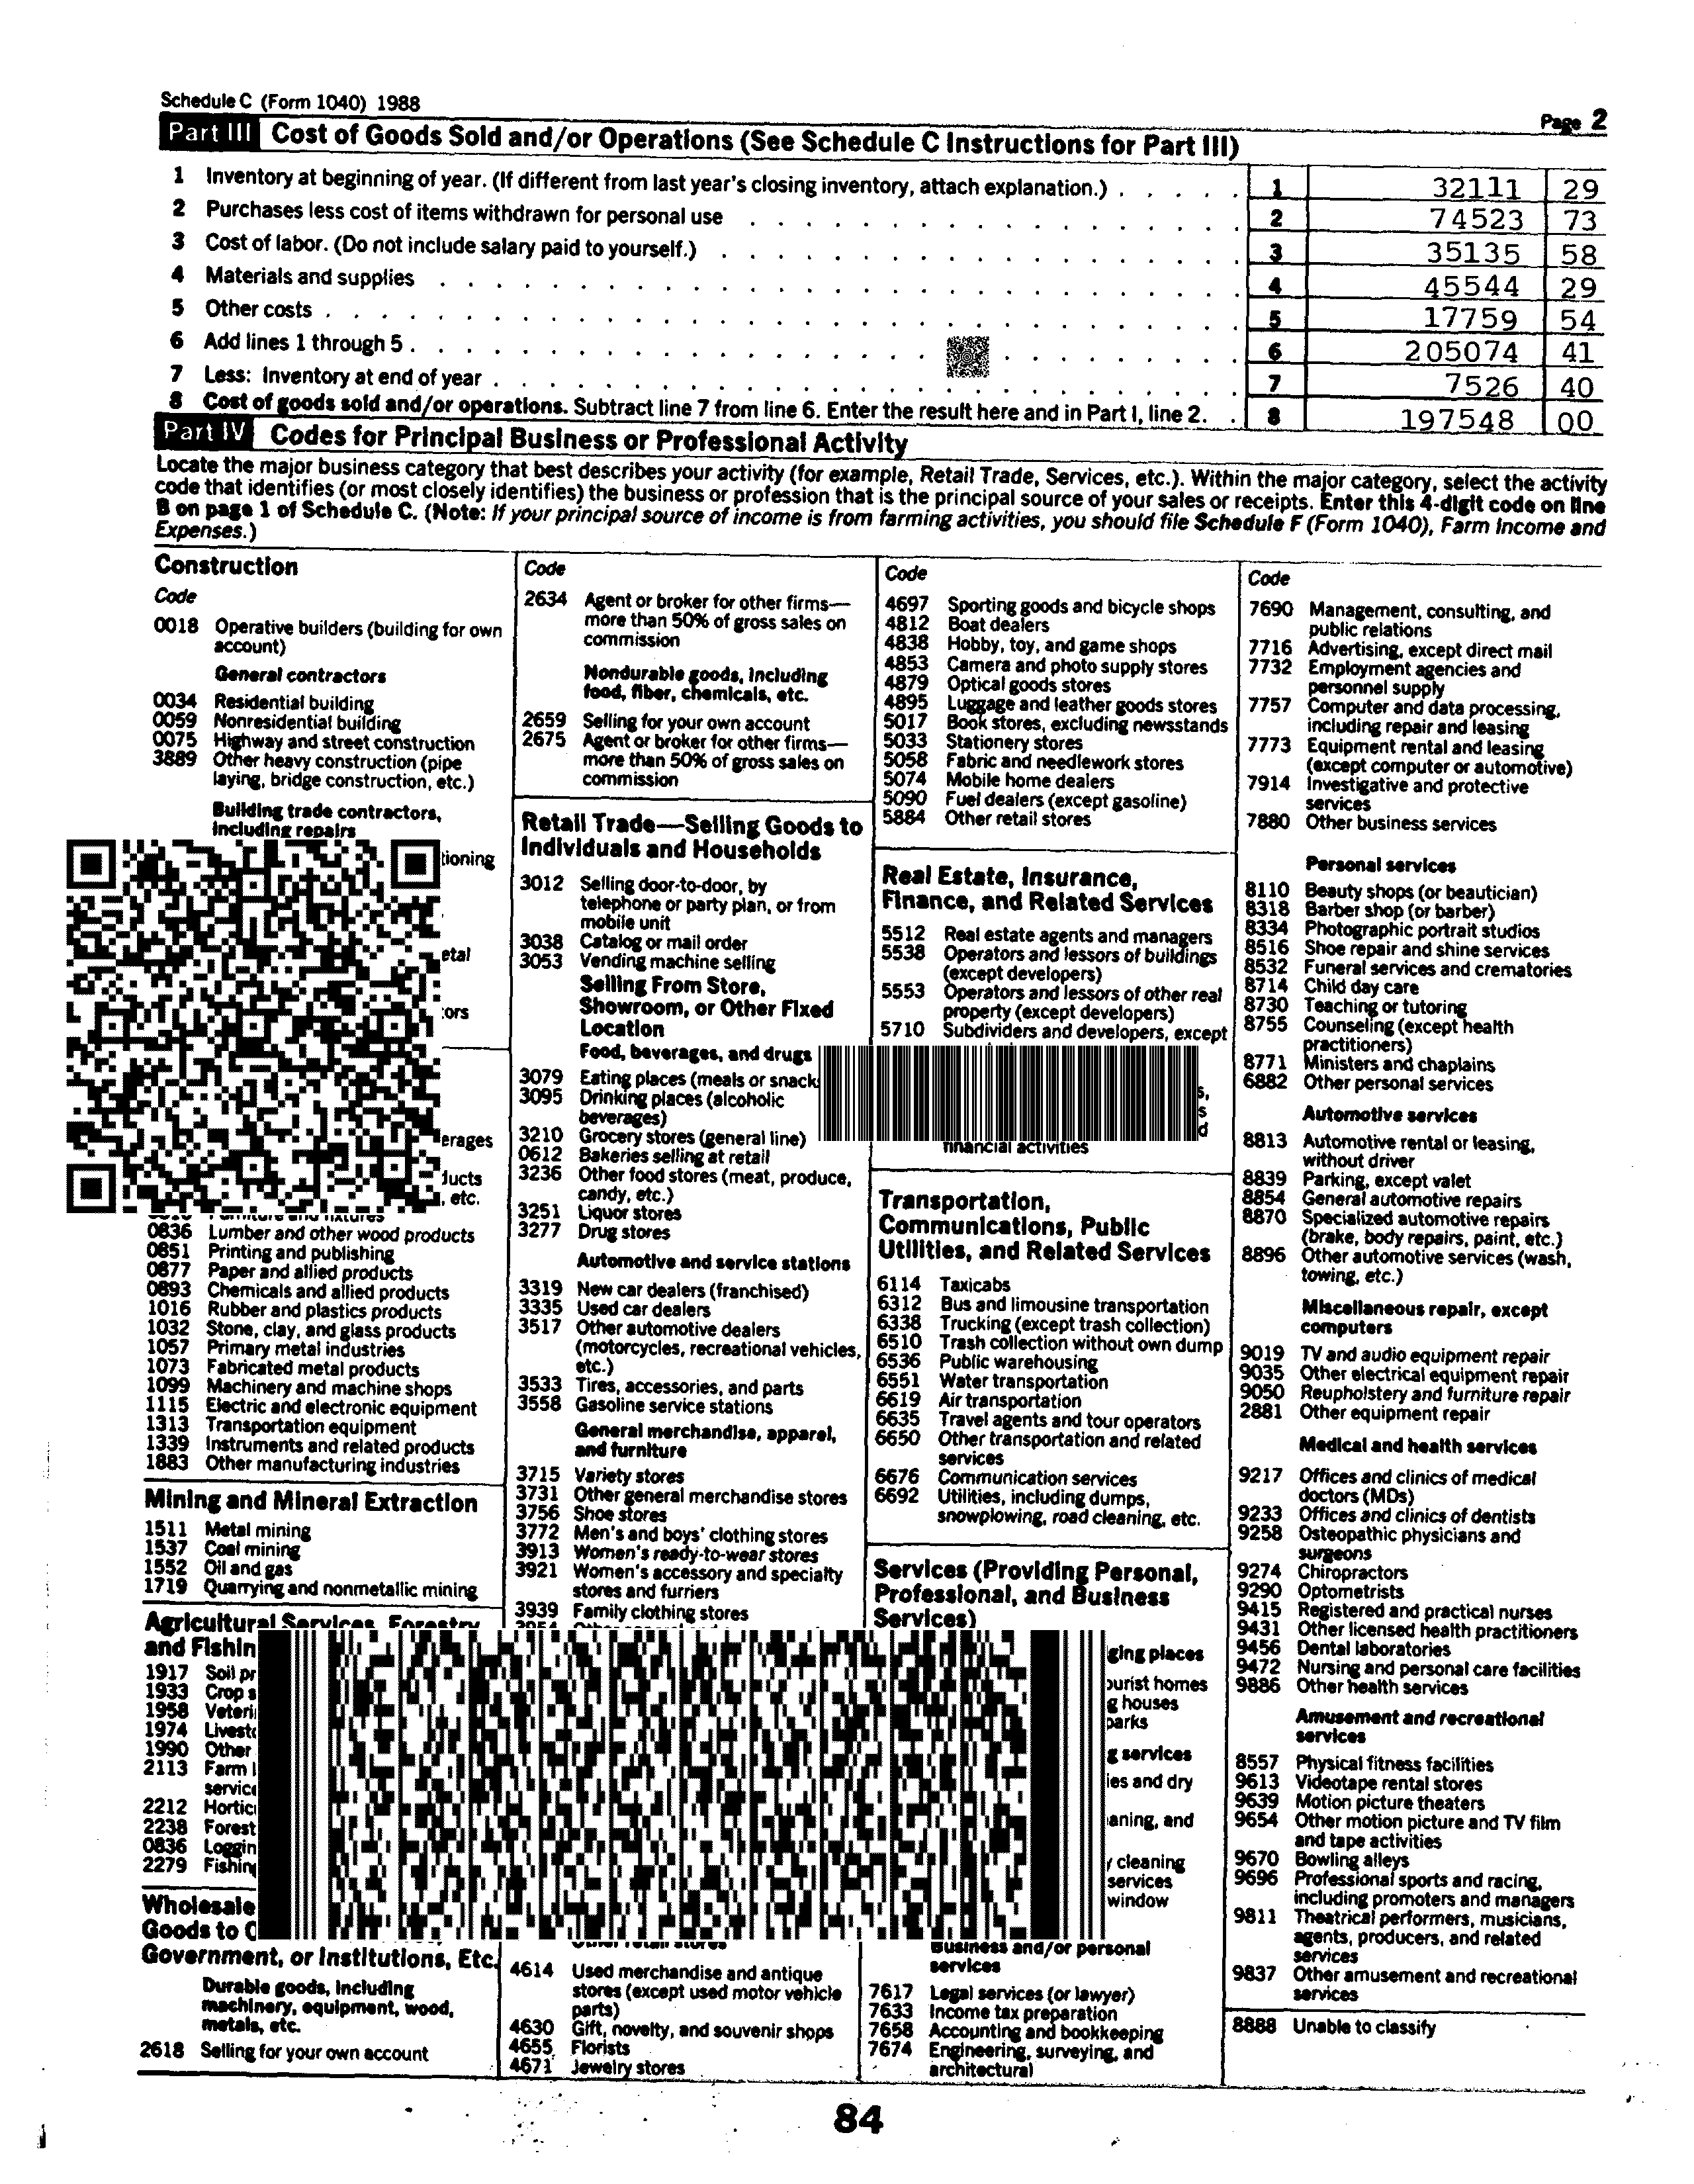 Schedule C (Form 1040) 1988
Page 2
Part III Cost of Goods Sold and/or Operations (See Schedule C Instructions for Part III)
1 Inventory at beginning of year. (If different from last year's closing inventory, attach explanation.) 1 32111 29
2 Purchases less cost of items withdrawn for personal use 2 74523 73
3 Cost of labor. (Do not include salary paid to yourself.) 3 35135 58
4 Materials and supplies 4 45544 29
5 Other costs 5 17759 54
6 Add lines 1 through 5 6 205074 41
7 Less: Inventory at end of year 7 7526 40
8 Cost of goods sold and/or operations. Subtract line 7 from line 6. Enter the result here and in Part I, line 2. 8 197548 00
Part IV Codes for Principal Business or Professional Activity
Locate the major business category that best describes your activity (for example, Retail Trade, Services, etc.). Within the major category, select the activity
code that identifies (or most closely identifies) the business or profession that is the principal source of your sales or receipts. Enter this 4-digit code on line
B on page 1 of Schedule C. (Note: If your principal source of income is from farming activities, you should file Schedule F (Form 1040), Farm Income and
Expenses.)
Construction
Code
0018 Operative builders (building for own
account)
General contractors
0034 Residential building
0059 Nonresidential building
0075 Highway and street construction
3889 Other heavy construction (pipe
laying, bridge construction, etc.)
Building trade contractors,
including repairs
etc.
0836 Lumber and other wood products
0851 Printing and publishing
0877 Paper and allied products
0893 Chemicals and allied products
1016 Rubber and plastics products
1032 Stone, clay, and glass products
1057 Primary metal industries
1073 Fabricated metal products
1099 Machinery and machine shops
1115 Electric and electronic equipment
1313 Transportation equipment
1339 Instruments and related products
1883 Other manufacturing industries
Mining and Mineral Extraction
1511 Metal mining
1537 Coal mining
1552 Oil and gas
1719 Quarrying and nonmetallic mining
Agricultural Services, Forestry
and
1917 Soil
1933 Crop
1958
1974
1990 Other
2113 Farm
2212
2238
0836
2279
Wholesale
Goods to
Government, or Institutions, Etc.
Durable goods, including
machinery, equipment, wood,
metals, etc.
2618 Selling for your own account
Code
2634 Agent or broker for other firms—
more than 50% of gross sales on
commission
Nondurable goods, including
food, fiber, chemicals, etc.
2659 Selling for your own account
2675 Agent or broker for other firms—
more than 50% of gross sales on
commission
Retail Trade—Selling Goods to
Individuals and Households
3012 Selling door-to-door, by
telephone or party plan, or from
mobile unit
3038 Catalog or mail order
3053 Vending machine selling
Selling From Store,
Showroom, or Other Fixed
Location
Food, beverages, and drugs
3079 Eating places (meals or
3095 Drinking places (alcoholic
beverages)
3210 Grocery stores (general line)
0612 Bakeries selling at retail
3236 Other food stores (meat, produce,
candy, etc.)
3251 Liquor stores
3277 Drug stores
Automotive and service stations
3319 New car dealers (franchised)
3335 Used car dealers
3517 Other automotive dealers
(motorcycles, recreational vehicles,
etc.)
3533 Tires, accessories, and parts
3558 Gasoline service stations
General merchandise, apparel,
and furniture
3715 Variety stores
3731 Other general merchandise stores
3756 Shoe stores
3772 Men's and boys' clothing stores
3913 Women's ready-to-wear stores
3921 Women's accessory and specialty
stores and furriers
3939 Family clothing stores
4614 Used merchandise and antique
stores (except used motor vehicle
parts)
4630 Gift, novelty, and souvenir shops
4655 Florists
4671 Jewelry stores
Code
4697 Sporting goods and bicycle shops
4812 Boat dealers
4838 Hobby, toy, and game shops
4853 Camera and photo supply stores
4879 Optical goods stores
4895 Luggage and leather goods stores
5017 Book stores, excluding newsstands
5033 Stationery stores
5058 Fabric and needlework stores
5074 Mobile home dealers
5090 Fuel dealers (except gasoline)
5884 Other retail stores
Real Estate, Insurance,
Finance, and Related Services
5512 Real estate agents and managers
5538 Operators and lessors of buildings
(except developers)
5553 Operators and lessors of other real
property (except developers)
5710 Subdividers and developers, except
financial activities
Transportation,
Communications, Public
Utilities, and Related Services
6114 Taxicabs
6312 Bus and limousine transportation
6338 Trucking (except trash collection)
6510 Trash collection without own dump
6536 Public warehousing
6551 Water transportation
6619 Air transportation
6635 Travel agents and tour operators
6650 Other transportation and related
services
6676 Communication services
6692 Utilities, including dumps,
snowplowing, road cleaning, etc.
Services (Providing Personal,
Professional, and Business
Services)
places
homes
houses
services
and dry
and
cleaning
services
window
Business and/or personal
services
7617 Legal services (or lawyer)
7633 Income tax preparation
7658 Accounting and bookkeeping
7674 Engineering, surveying, and
architectural
Code
7690 Management, consulting, and
public relations
7716 Advertising, except direct mail
7732 Employment agencies and
personnel supply
7757 Computer and data processing,
including repair and leasing
7773 Equipment rental and leasing
(except computer or automotive)
7914 Investigative and protective
services
7880 Other business services
Personal services
8110 Beauty shops (or beautician)
8318 Barber shop (or barber)
8334 Photographic portrait studios
8516 Shoe repair and shine services
8532 Funeral services and crematories
8714 Child day care
8730 Teaching or tutoring
8755 Counseling (except health
practitioners)
8771 Ministers and chaplains
6882 Other personal services
Automotive services
8813 Automotive rental or leasing,
without driver
8839 Parking, except valet
8854 General automotive repairs
8870 Specialized automotive repairs
(brake, body repairs, paint, etc.)
8896 Other automotive services (wash,
towing, etc.)
Miscellaneous repair, except
computers
9019 TV and audio equipment repair
9035 Other electrical equipment repair
9050 Reupholstery and furniture repair
2881 Other equipment repair
Medical and health services
9217 Offices and clinics of medical
doctors (MDs)
9233 Offices and clinics of dentists
9258 Osteopathic physicians and
surgeons
9274 Chiropractors
9290 Optometrists
9415 Registered and practical nurses
9431 Other licensed health practitioners
9456 Dental laboratories
9472 Nursing and personal care facilities
9886 Other health services
Amusement and recreational
services
8557 Physical fitness facilities
9613 Videotape rental stores
9639 Motion picture theaters
9654 Other motion picture and TV film
and tape activities
9670 Bowling alleys
9696 Professional sports and racing,
including promoters and managers
9811 Theatrical performers, musicians,
agents, producers, and related
services
9837 Other amusement and recreational
services
8888 Unable to classify
84